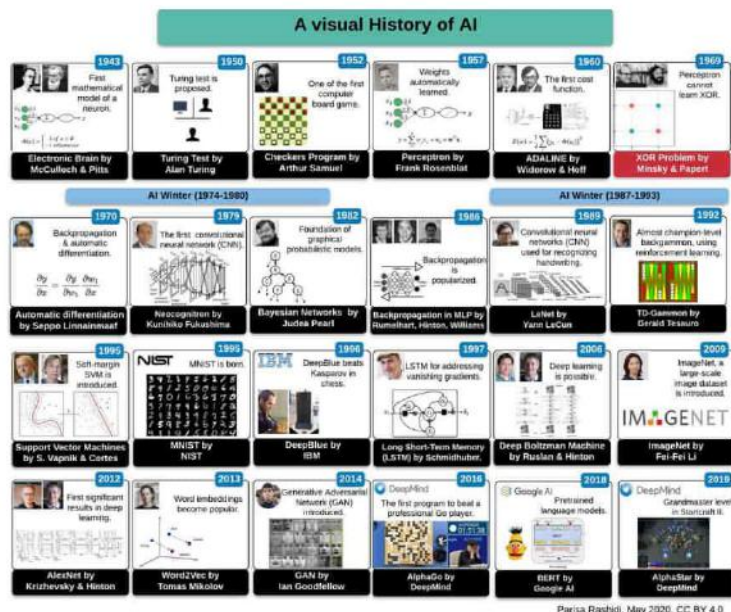 A visual History of AI
1943
First
mathematical
model of a
neuron.
Electronic Brain by
McCulloch & Pitts
1950
Turing test is
proposed.
Turing Test by
Alan Turing
1952
One of the first
computer
board game.
Checkers Program by
Arthur Samuel
1957
Weights
automatically
learned.
Perceptron by
Frank Rosenblat
1960
The first cost
function.
ADALINE by
Widorow & Hoff
1969
Perceptron
cannot
learn XOR.
XOR Problem by
Minsky & Papert
AI Winter (1974-1980)
AI Winter (1987-1993)
1970
Backpropagation
& automatic
differentiation.
Automatic differentiation
by Seppo Linnainmaaf
1979
The first convolutional
neural network (CNN).
Neocognitron by
Kunihiko Fukushima
1982
Foundation of
graphical
probabilistic models.
Bayesian Networks by
Judea Pearl
1986
Backpropagation
is
popularized.
Backpropagation in MLP by
Rumelhart, Hinton, Williams
1989
Convolutional neural
networks (CNN)
used for recognizing
handwriting.
LeNet by
Yann LeCun
1992
Almost champion-level
backgammon, using
reinforcement learning.
TD-Gammon by
Gerald Tesauro
1995
Soft-margin
SVM is
introduced.
Support Vector Machines
by S. Vapnik & Cortes
NIST
1995
MNIST is born.
MNIST by
NIST
IBM
1996
DeepBlue beats
Kasparov in
chess.
DeepBlue by
IBM
1997
LSTM for addressing
vanishing gradients.
Long Short-Term Memory
(LSTM) by Schmidhuber,
2006
Deep learning
is possible.
Deep Boltzman Machine
by Ruslan & Hinton
2009
ImageNet, a
large-scale
image dataset
is introduced.
IMAGENET
ImageNet by
Fei-Fei Li
2012
First significant
results in deep
learning.
AlexNet by
Krizhevsky & Hinton
2013
Word embeddings
become popular.
Word2Vec by
Tomas Mikolov
2014
Generative Adversarial
Network (GAN)
introduced.
GAN by
Ian Goodfellow
DeepMind
2016
The first program to beat a
professional Go player.
AlphaGo by
DeepMind
Google AI
2018
Pretrained
language models.
BERT by
Google AI
DeepMind
2019
Grandmaster level
in Starcraft II.
AlphaStar by
DeepMind
Parisa Rashidi, May 2020, CC BY 4.0